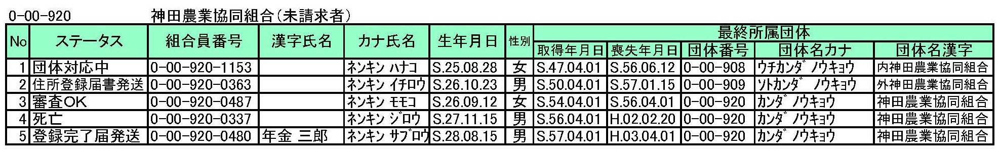 0-00-920 神田農業協同組合(未請求者)
No ステータス 組合員番号 漢字氏名 カナ氏名 生年月日 性別 最終所属団体
取得年月日 喪失年月日 団体番号 団体名カナ 団体名漢字
1 団体対応中 0-00-920-1153 ネンキン ハナコ S.25.08.28 女 S.47.04.01 S.56.06.12 0-00-908 ウチカンダ ノウキョウ 内神田農業協同組合
2 住所登録届書発送 0-00-920-0363 ネンキン イチロウ S.26.10.23 男 S.50.04.01 S.57.01.15 0-00-909 ソトカンダ ノウキョウ 外神田農業協同組合
3 審査OK 0-00-920-0487 ネンキン モモコ S.26.09.12 女 S.54.04.01 S.56.04.01 0-00-920 カンダ ノウキョウ 神田農業協同組合
4 死亡 0-00-920-0337 ネンキン ジロウ S.27.11.15 男 S.56.04.01 H.02.02.20 0-00-920 カンダ ノウキョウ 神田農業協同組合
5 登録完了届発送 0-00-920-0480 年金 三郎 ネンキン サブロウ S.28.08.15 男 S.57.04.01 H.03.04.01 0-00-920 カンダ ノウキョウ 神田農業協同組合